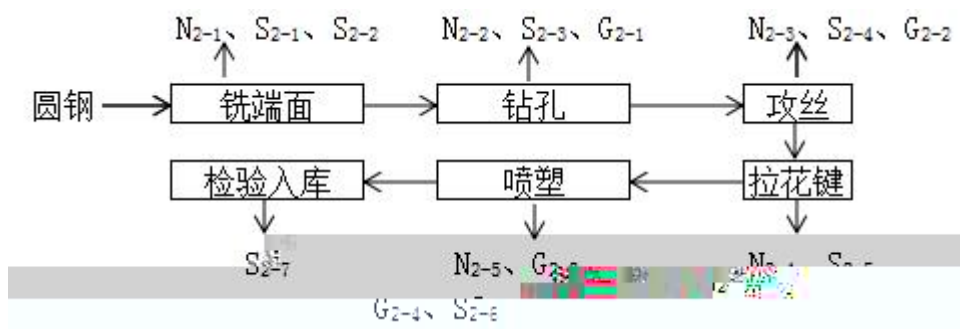 N₂₋₁、S₂₋₁、S₂₋₂ N₂₋₂、S₂₋₃、G₂₋₁ N₂₋₃、S₂₋₄、G₂₋₂
圆钢 铣端面 钻孔 攻丝
检验入库 喷塑 拉花键
S₂₋₇ N₂₋₅、
G₂₋₄、S₂₋₆